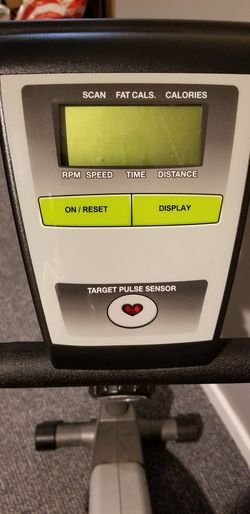 SCAN FAT CALS. CALORIES
RPM SPEED TIME DISTANCE
ON / RESET DISPLAY
TARGET PULSE SENSOR